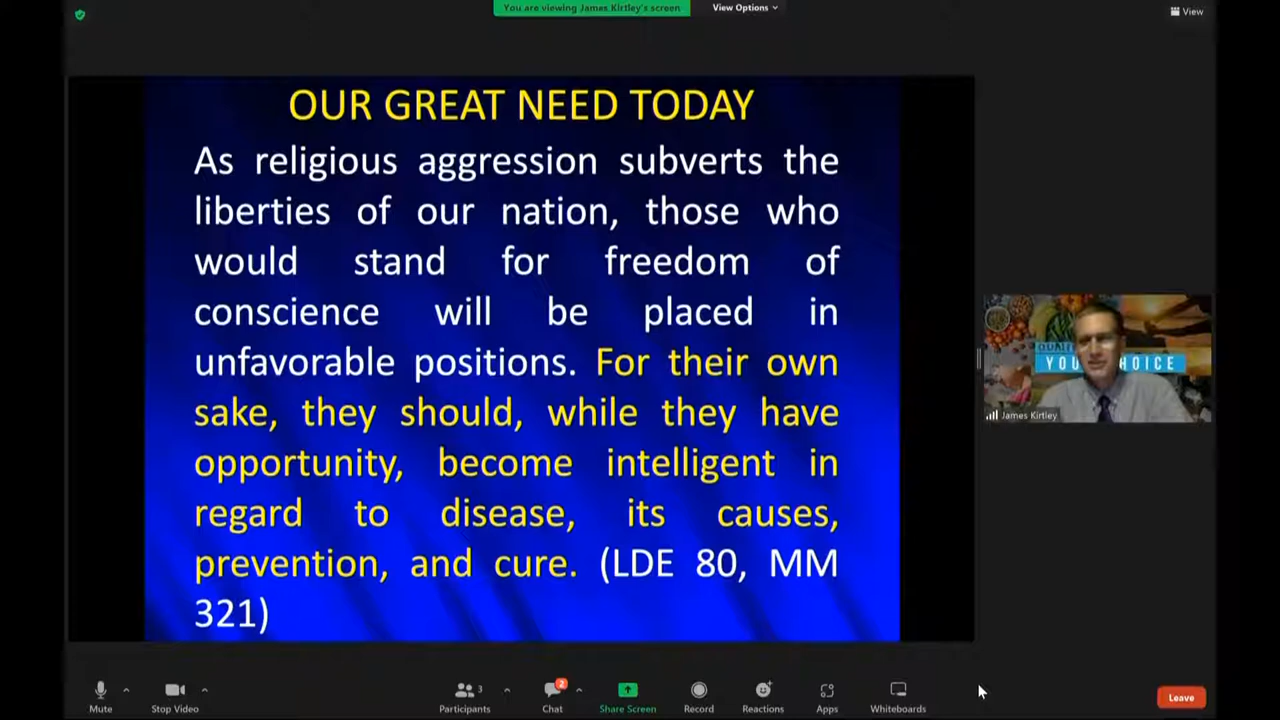 You are viewing James Kirtley's screen
View Options
View
OUR GREAT NEED TODAY
As religious aggression subverts the
liberties of our nation, those who
would stand for freedom of
conscience will be placed in
unfavorable positions. For their own
sake, they should, while they have
opportunity, become intelligent in
regard to disease, its causes,
prevention, and cure. (LDE 80, MM
321)
YOU HOICE
James Kirtley
Mute
Stop Video
Participants
3
Chat
2
Share Screen
Record
Reactions
Apps
Whiteboards
Leave